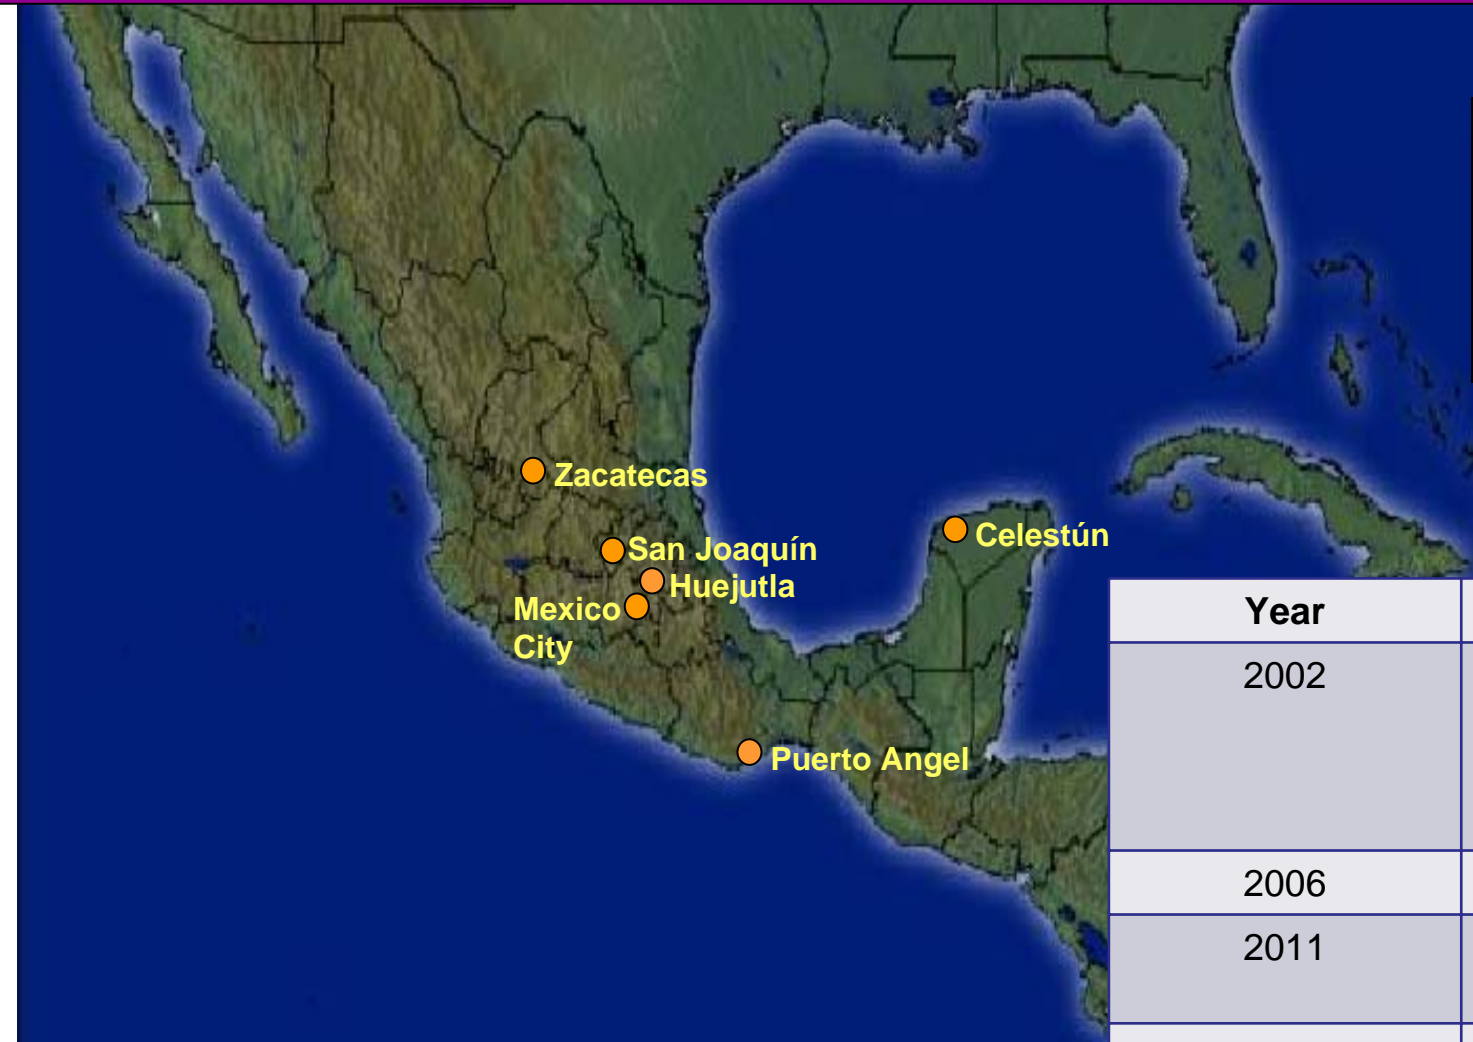 Zacatecas
San Joaquín
Celestún
Huejutla
Mexico
City
Puerto Angel
Year
2002
2006
2011